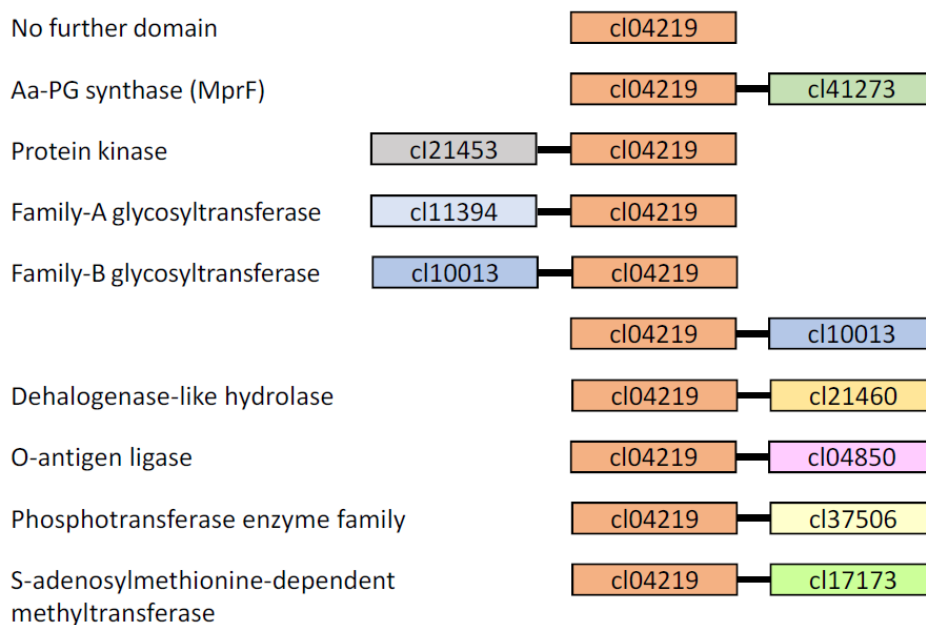 No further domain cl04219
Aa-PG synthase (MprF) cl04219 cl41273
Protein kinase cl21453 cl04219
Family-A glycosyltransferase cl11394 cl04219
Family-B glycosyltransferase cl10013 cl04219
cl04219 cl10013
Dehalogenase-like hydrolase cl04219 cl21460
O-antigen ligase cl04219 cl04850
Phosphotransferase enzyme family cl04219 cl37506
S-adenosylmethionine-dependent cl04219 cl17173
methyltransferase